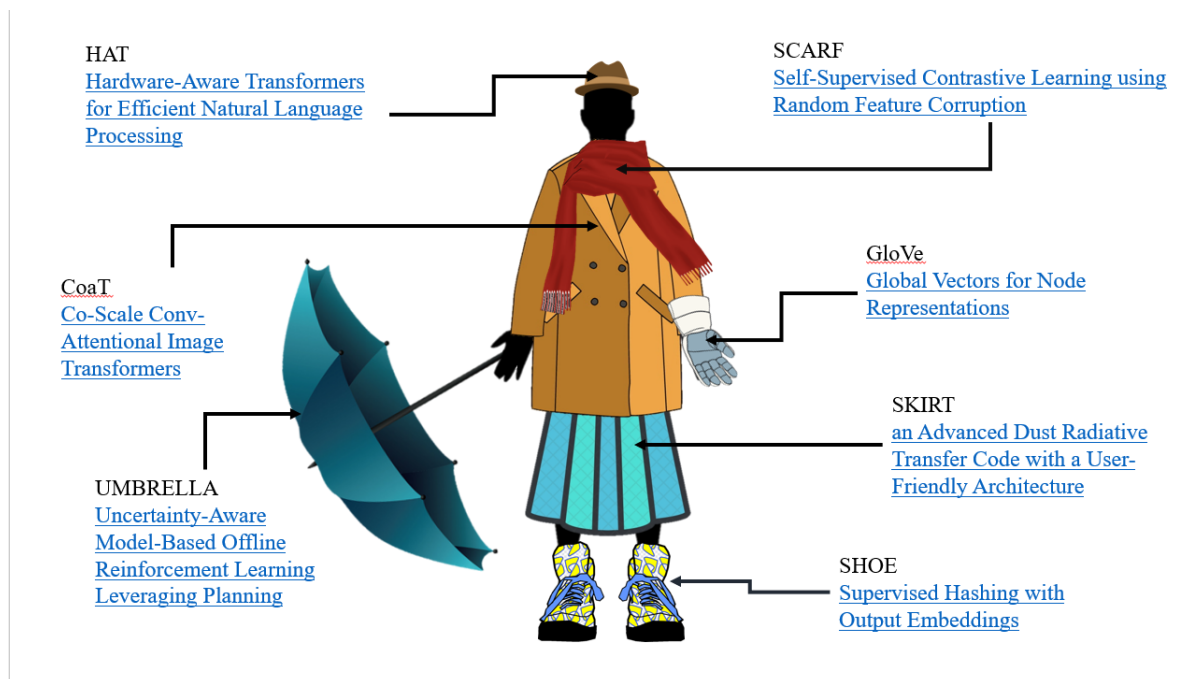 HAT
Hardware-Aware Transformers
for Efficient Natural Language
Processing
SCARF
Self-Supervised Contrastive Learning using
Random Feature Corruption
CoaT
Co-Scale Conv-
Attentional Image
Transformers
GloVe
Global Vectors for Node
Representations
UMBRELLA
Uncertainty-Aware
Model-Based Offline
Reinforcement Learning
Leveraging Planning
SKIRT
an Advanced Dust Radiative
Transfer Code with a User-
Friendly Architecture
SHOE
Supervised Hashing with
Output Embeddings